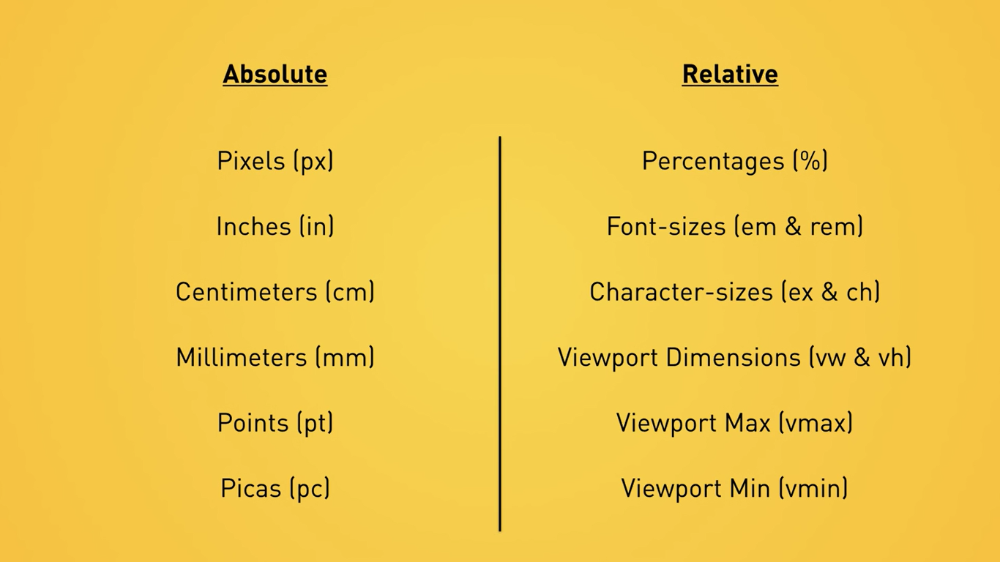 Absolute
Pixels (px)
Inches (in)
Centimeters (cm)
Millimeters (mm)
Points (pt)
Picas (pc)
Relative
Percentages (%)
Font-sizes (em & rem)
Character-sizes (ex & ch)
Viewport Dimensions (vw & vh)
Viewport Max (vmax)
Viewport Min (vmin)